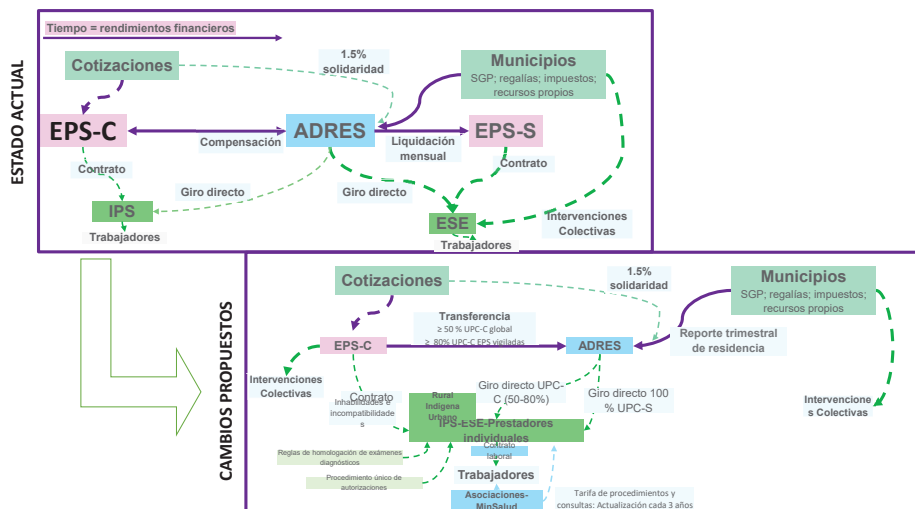 ESTADO ACTUAL
Tiempo = rendimientos financieros
Cotizaciones
1.5%
solidaridad
Municipios
SGP; regalías; impuestos;
recursos propios
EPS-C
Compensación
ADRES
Liquidación
mensual
EPS-S
Contrato
Giro directo
Giro directo
Contrato
IPS
Trabajadores
ESE
Trabajadores
Intervenciones
Colectivas
CAMBIOS PROPUESTOS
Cotizaciones
1.5%
solidaridad
Municipios
SGP; regalías; impuestos;
recursos propios
Transferencia
≥ 50 % UPC-C global
≥ 80% UPC-C EPS vigiladas
EPS-C
ADRES
Reporte trimestral
de residencia
Intervenciones
Colectivas
Contrato
Inhabilidades e
incompatibilidade
s
Rural
Indígena
Urbano
Giro directo UPC-
C (50-80%)
Giro directo 100
% UPC-S
Intervencione
s Colectivas
IPS-ESE-Prestadores
individuales
Contrato
laboral
Reglas de homologación de exámenes
diagnósticos
Procedimiento único de
autorizaciones
Trabajadores
Asociaciones-
MinSalud
Tarifa de procedimientos y
consultas: Actualización cada 3 años